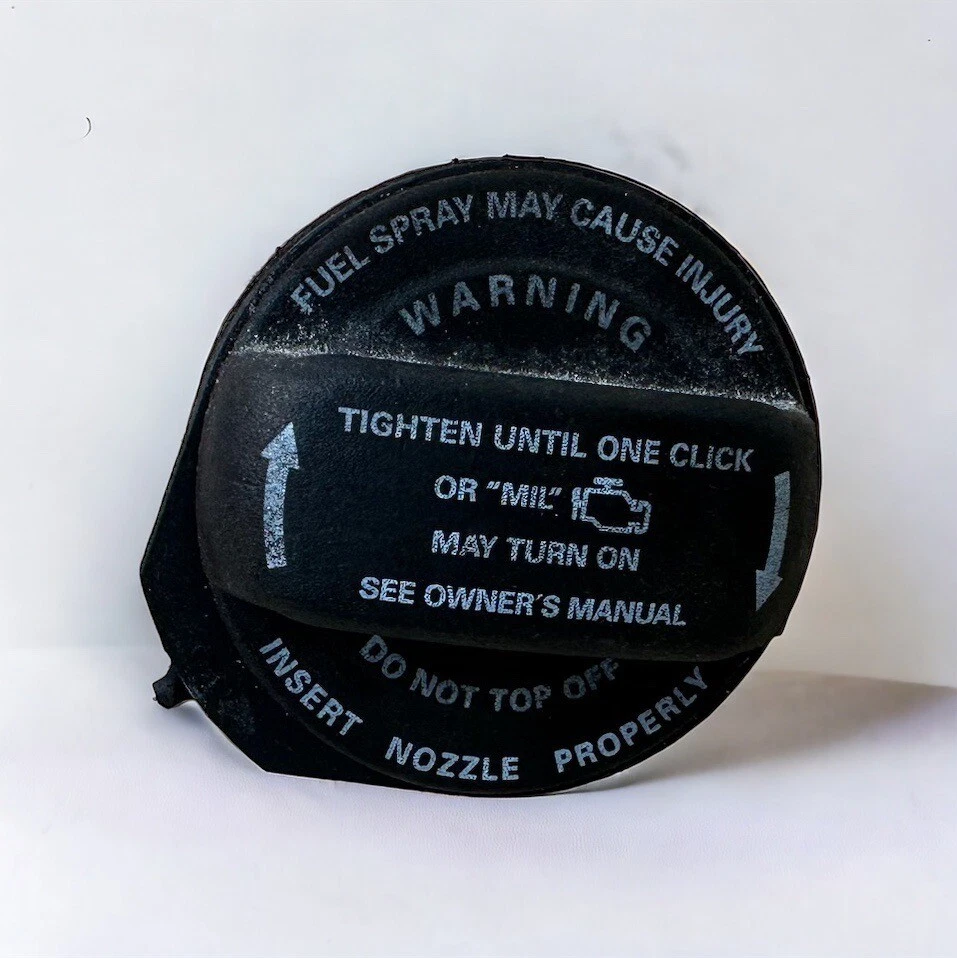 FUEL SPRAY MAY CAUSE INJURY
WARNING
TIGHTEN UNTIL ONE CLICK
OR "MIL"
MAY TURN ON
SEE OWNER'S MANUAL
DO NOT TOP OFF
INSERT NOZZLE PROPERLY